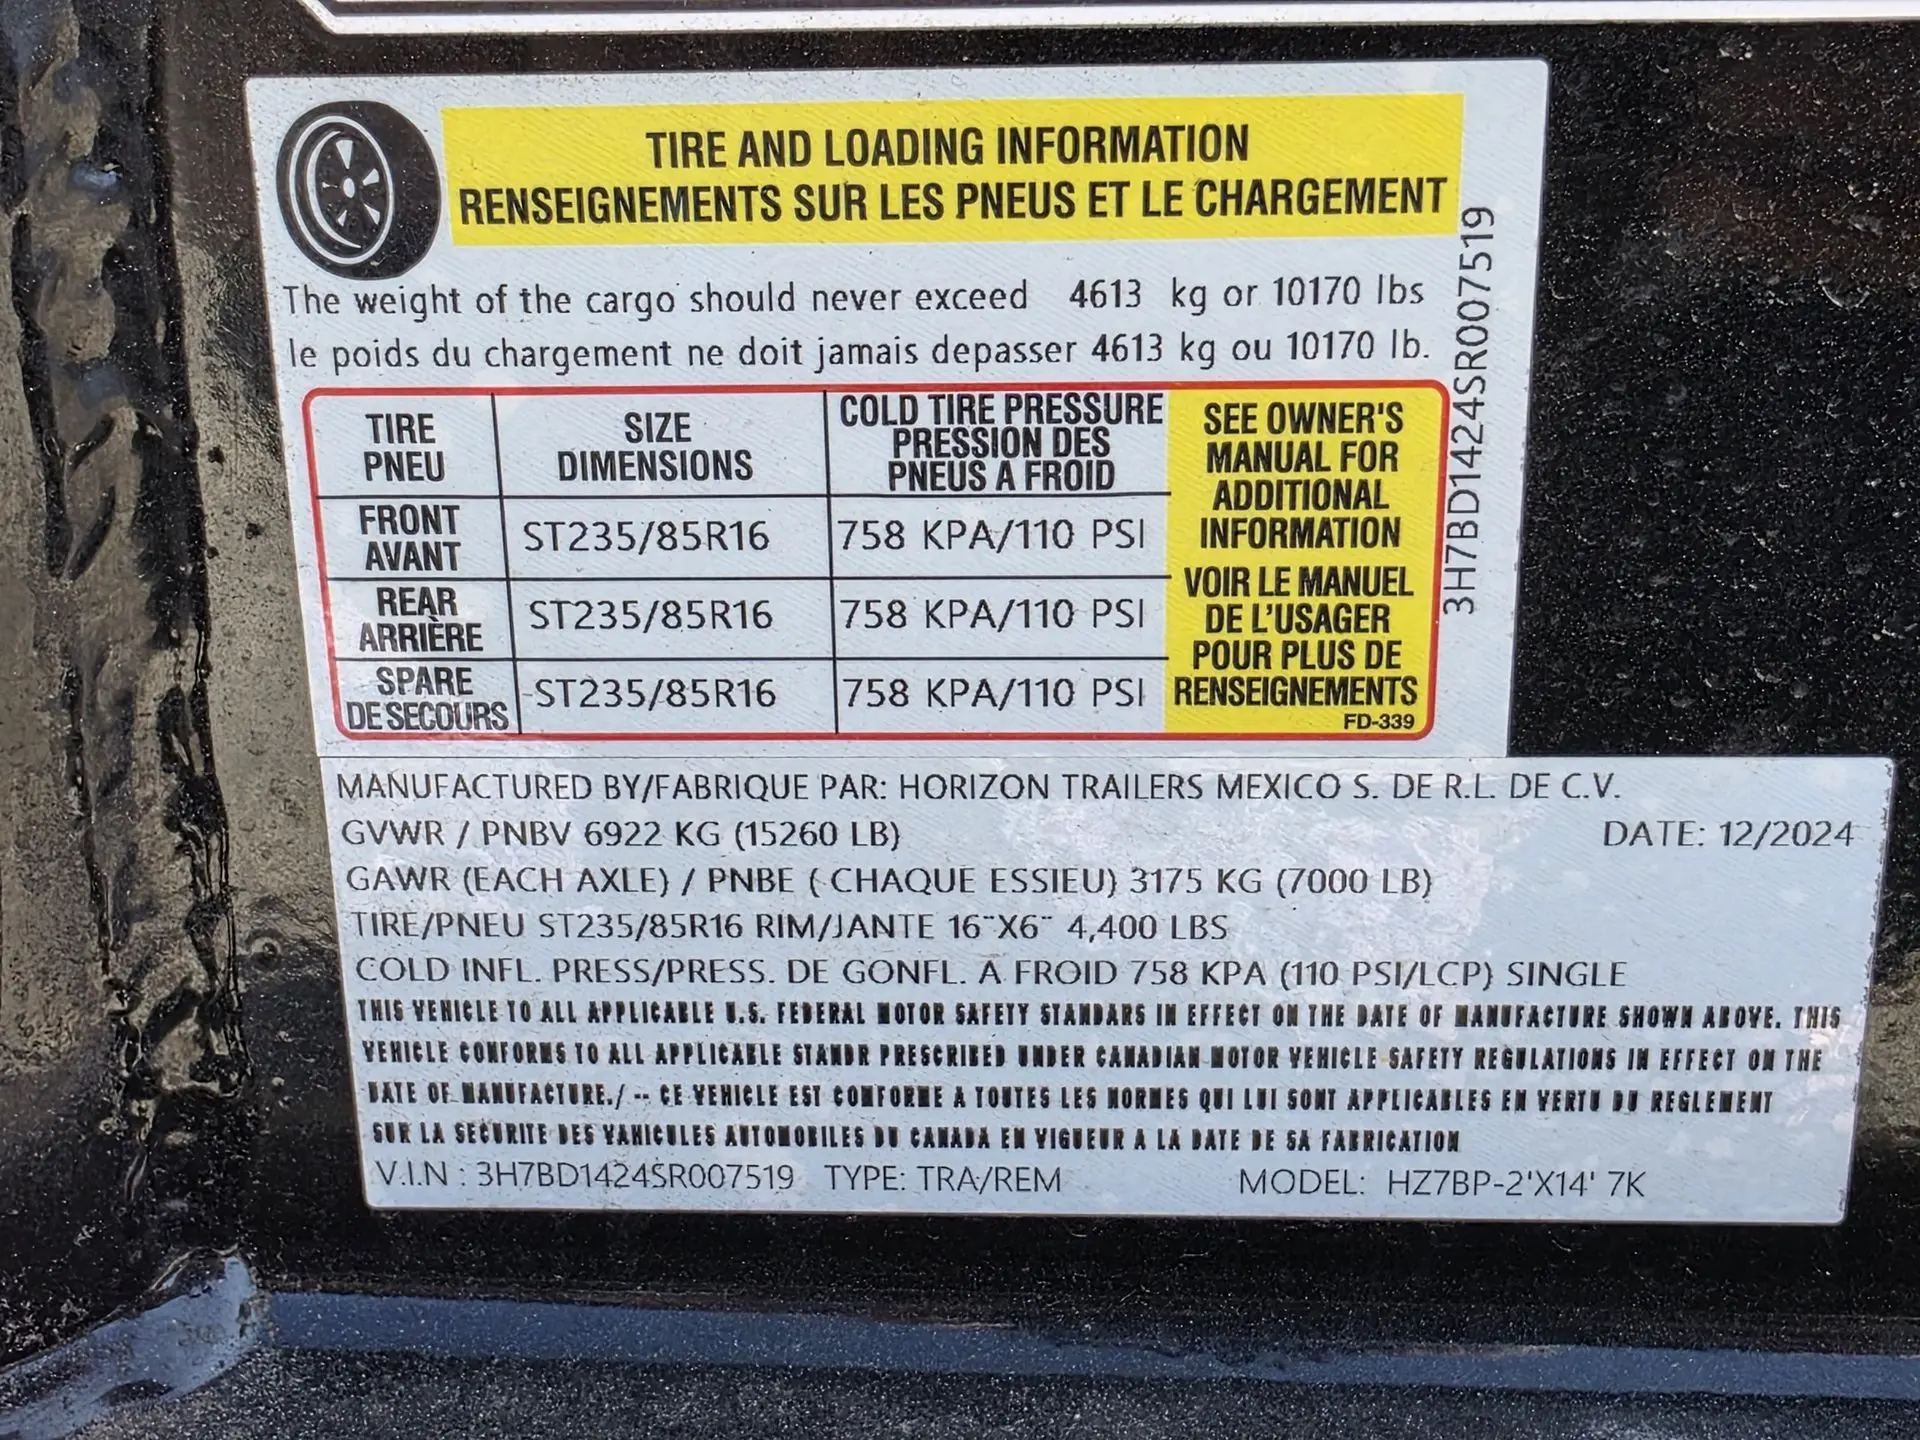 TIRE AND LOADING INFORMATION
RENSEIGNEMENTS SUR LES PNEUS ET LE CHARGEMENT
The weight of the cargo should never exceed 4613 kg or 10170 lbs
le poids du chargement ne doit jamais depasser 4613 kg ou 10170 lb.
TIRE
PNEU
SIZE
DIMENSIONS
COLD TIRE PRESSURE
PRESSION DES
PNEUS A FROID
FRONT
AVANT
ST235/85R16
758 KPA/110 PSI
REAR
ARRIÈRE
ST235/85R16
758 KPA/110 PSI
SPARE
DE SECOURS
ST235/85R16
758 KPA/110 PSI
SEE OWNER'S
MANUAL FOR
ADDITIONAL
INFORMATION
VOIR LE MANUEL
DE L'USAGER
POUR PLUS DE
RENSEIGNEMENTS
FD-339
3H7BD1424SR007519
MANUFACTURED BY/FABRIQUE PAR: HORIZON TRAILERS MEXICO S. DE R.L. DE C.V.
GVWR / PNBV 6922 KG (15260 LB) DATE: 12/2024
GAWR (EACH AXLE) / PNBE ( CHAQUE ESSIEU) 3175 KG (7000 LB)
TIRE/PNEU ST235/85R16 RIM/JANTE 16"X6" 4,400 LBS
COLD INFL. PRESS/PRESS. DE GONFL. A FROID 758 KPA (110 PSI/LCP) SINGLE
THIS VEHICLE TO ALL APPLICABLE U.S. FEDERAL MOTOR SAFETY STANDARS IN EFFECT ON THE DATE OF MANUFACTURE SHOWN ABOVE. THIS
VEHICLE CONFORMS TO ALL APPLICABLE STANDR PRESCRIBED UNDER CANADIAN MOTOR VEHICLE SAFETY REGULATIONS IN EFFECT ON THE
DATE OF MANUFACTURE./ -- CE VEHICLE EST CONFORME A TOUTES LES NORMES QUI LUI SONT APPLICABLES EN VERTU DU REGLEMENT
SUR LA SECURITE DES VAHICULES AUTOMOBILES DU CANADA EN VIGUEUR A LA DATE DE SA FABRICATION
V.I.N : 3H7BD1424SR007519 TYPE: TRA/REM MODEL: HZ7BP-2'X14' 7K